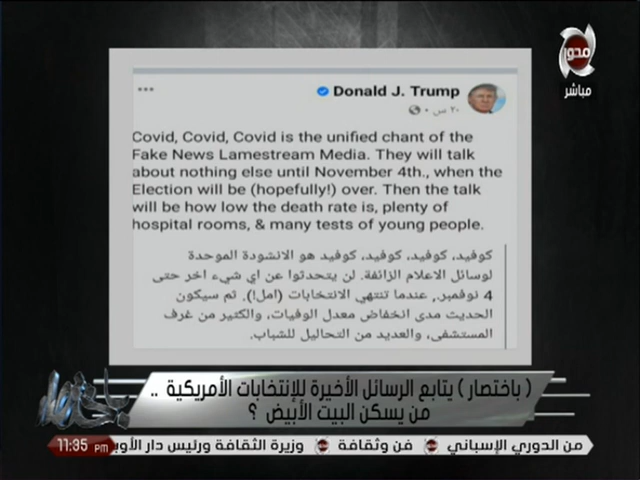 محور
مباشر
Donald J. Trump
٢٠ س
Covid, Covid, Covid is the unified chant of the
Fake News Lamestream Media. They will talk
about nothing else until November 4th., when the
Election will be (hopefully!) over. Then the talk
will be how low the death rate is, plenty of
hospital rooms, & many tests of young people.
كوفيد، كوفيد، كوفيد، كوفيد هو الانشودة الموحدة
لوسائل الاعلام الزائفة. لن يتحدثوا عن اي شيء اخر حتى
4 نوفمبر., عندما تنتهي الانتخابات (امل!). ثم سيكون
الحديث مدى انخفاض معدل الوفيات، والكثير من غرف
المستشفى، والعديد من التحاليل للشباب.
( باختصار ) يتابع الرسائل الأخيرة للإنتخابات الأمريكية ..
من يسكن البيت الأبيض ؟
باختصار
من الدوري الإسباني فن وثقافة وزيرة الثقافة ورئيس دار الأوب
11:35 pm